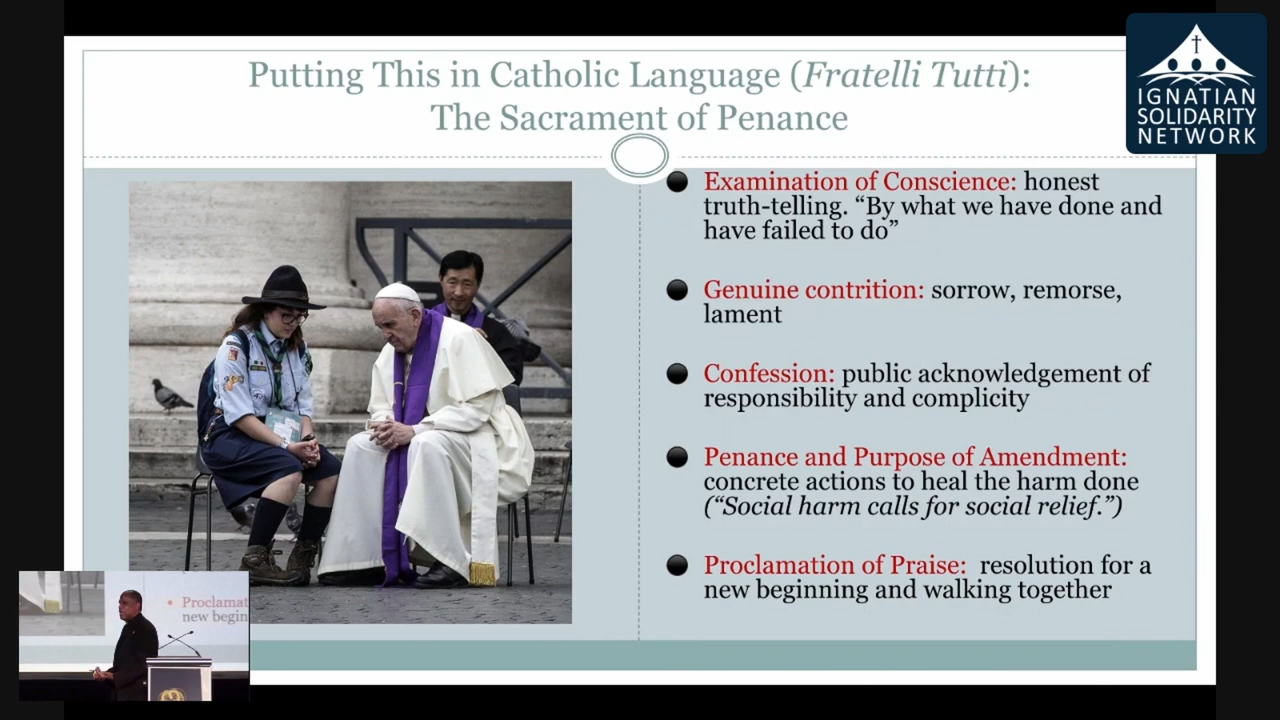 Putting This in Catholic Language (Fratelli Tutti):
The Sacrament of Penance
IGNATIAN
SOLIDARITY
NETWORK
Examination of Conscience: honest
truth-telling. “By what we have done and
have failed to do”
Genuine contrition: sorrow, remorse,
lament
Confession: public acknowledgement of
responsibility and complicity
Penance and Purpose of Amendment:
concrete actions to heal the harm done
(“Social harm calls for social relief.”)
Proclamation of Praise: resolution for a
new beginning and walking together
• Proclamat
new begin